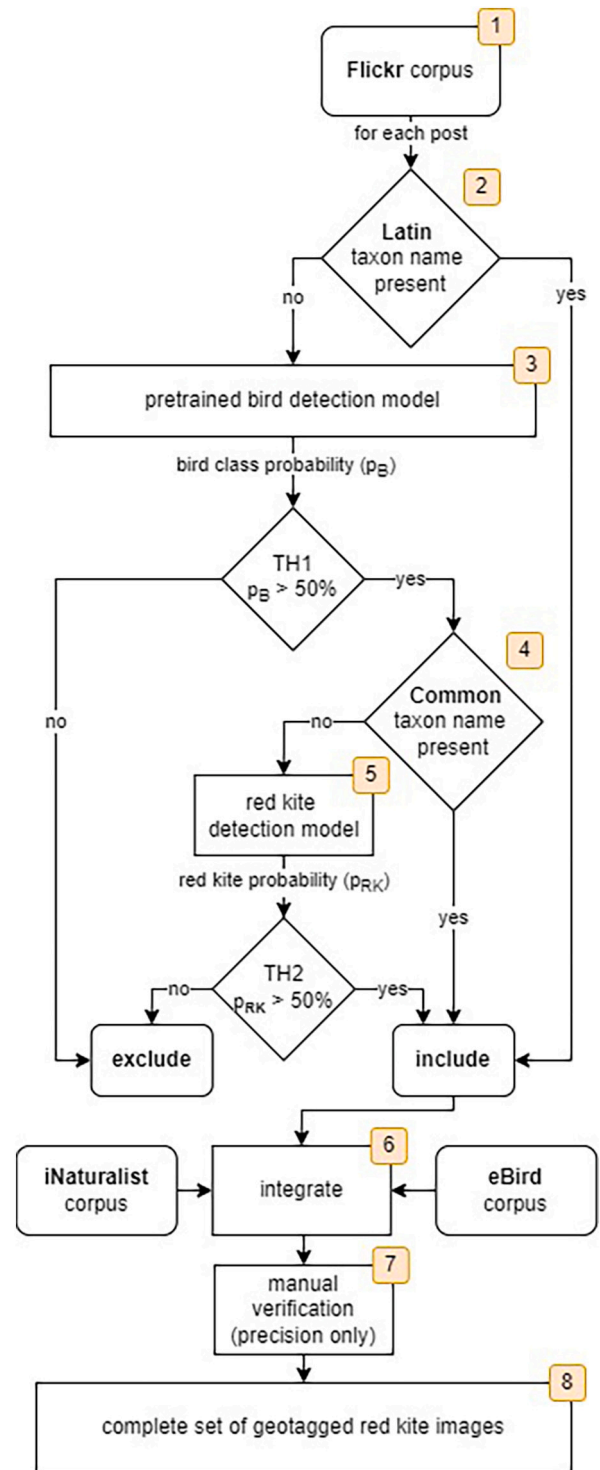 1
Flickr corpus
for each post
2
Latin
taxon name
present
no
yes
3
pretrained bird detection model
bird class probability (pB)
TH1
pB > 50%
yes
no
4
Common
taxon name
present
no
5
red kite
detection model
red kite probability (pRK)
yes
TH2
pRK > 50%
no
yes
exclude
include
6
iNaturalist
corpus
integrate
eBird
corpus
7
manual
verification
(precision only)
8
complete set of geotagged red kite images